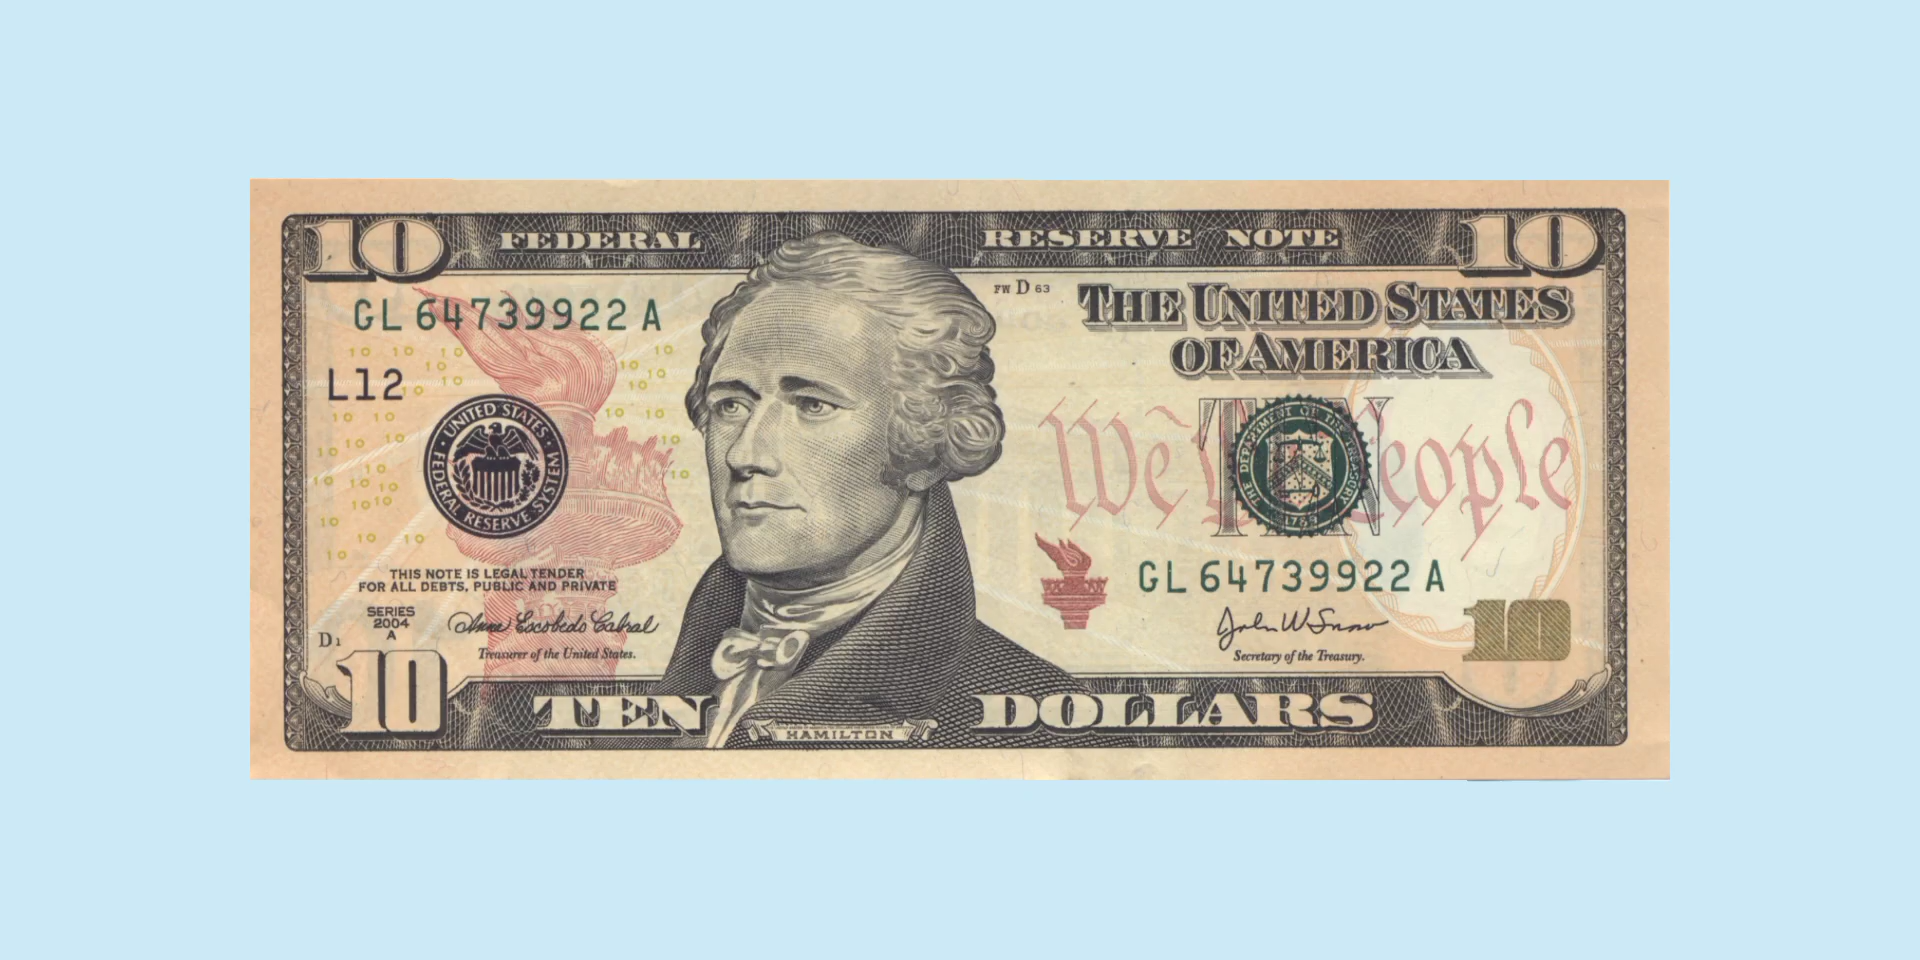 10 FEDERAL RESERVE NOTE 10
FW D 63
THE UNITED STATES
OF AMERICA
GL 64739922 A
L12
UNITED STATES
FEDERAL RESERVE SYSTEM
We the People
TEN
THE DEPARTMENT OF THE TREASURY
1789
THIS NOTE IS LEGAL TENDER
FOR ALL DEBTS, PUBLIC AND PRIVATE
GL 64739922 A
SERIES
2004
A
D1
Anna Escobedo Cabral
Treasurer of the United States.
John W Snow
Secretary of the Treasury.
10
10 TEN DOLLARS
HAMILTON